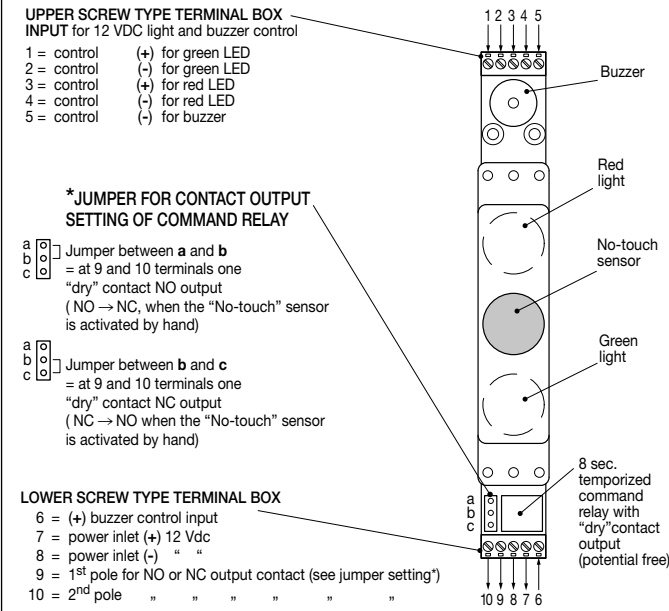 UPPER SCREW TYPE TERMINAL BOX
INPUT for 12 VDC light and buzzer control
1 = control (+) for green LED
2 = control (-) for green LED
3 = control (+) for red LED
4 = control (-) for red LED
5 = control (-) for buzzer
1 2 3 4 5
Buzzer
Red
light
No-touch
sensor
Green
light
*JUMPER FOR CONTACT OUTPUT
SETTING OF COMMAND RELAY
a
b
c
Jumper between a and b
= at 9 and 10 terminals one
“dry” contact NO output
( NO → NC, when the “No-touch” sensor
is activated by hand)
a
b
c
Jumper between b and c
= at 9 and 10 terminals one
“dry” contact NC output
( NC → NO when the “No-touch” sensor
is activated by hand)
a
b
c
8 sec.
temporized
command
relay with
“dry”contact
output
(potential free)
LOWER SCREW TYPE TERMINAL BOX
6 = (+) buzzer control input
7 = power inlet (+) 12 Vdc
8 = power inlet (-) “ “
9 = 1st pole for NO or NC output contact (see jumper setting*)
10 = 2nd pole „ „ „ „ „ „
10 9 8 7 6